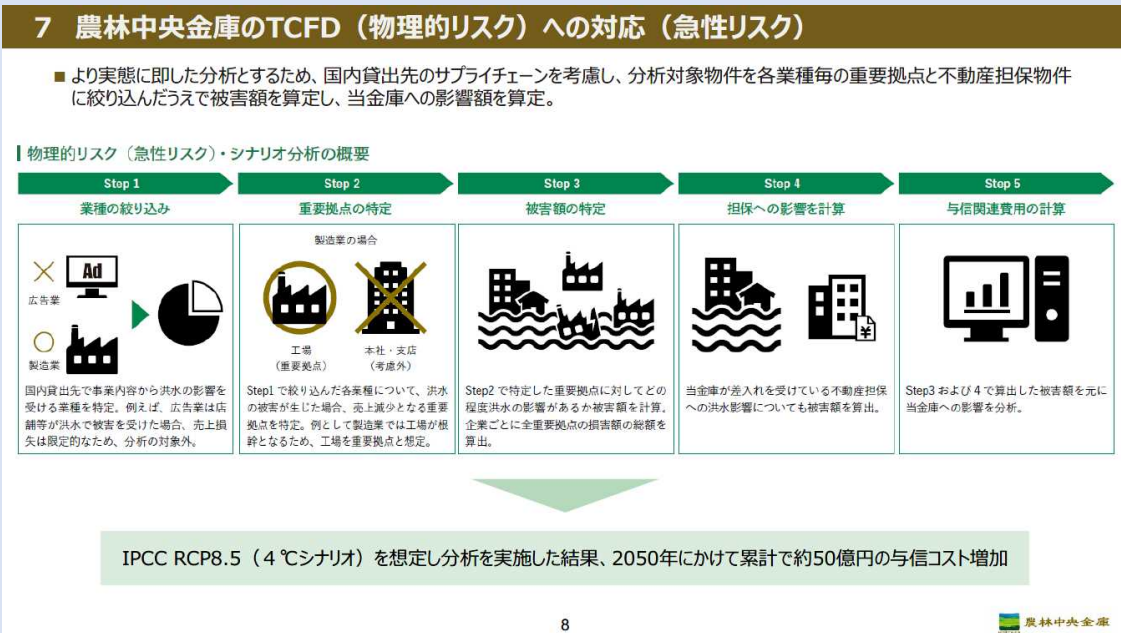 7 農林中央金庫のTCFD（物理的リスク）への対応（急性リスク）
■ より実態に即した分析とするため、国内貸出先のサプライチェーンを考慮し、分析対象物件を各業種毎の重要拠点と不動産担保物件
に絞り込んだうえで被害額を算定し、当金庫への影響額を算定。
物理的リスク（急性リスク）・シナリオ分析の概要
Step 1
業種の絞り込み
Ad
広告業
製造業
国内貸出先で事業内容から洪水の影響を
受ける業種を特定。例えば、広告業は店
舗等が洪水で被害を受けた場合、売上損
失は限定的なため、分析の対象外。
Step 2
重要拠点の特定
製造業の場合
工場
（重要拠点）
本社・支店
（考慮外）
Step1で絞り込んだ各業種について、洪水
の被害が生じた場合、売上減少となる重要
拠点を特定。例として製造業では工場が根
幹となるため、工場を重要拠点と想定。
Step 3
被害額の特定
Step2で特定した重要拠点に対してどの
程度洪水の影響があるか被害額を計算。
企業ごとに全重要拠点の損害額の総額を
算出。
Step 4
担保への影響を計算
¥
当金庫が差入れを受けている不動産担保
への洪水影響についても被害額を算出。
Step 5
与信関連費用の計算
Step3および4で算出した被害額を元に
当金庫への影響を分析。
IPCC RCP8.5（４℃シナリオ）を想定し分析を実施した結果、2050年にかけて累計で約50億円の与信コスト増加
8
農林中央金庫